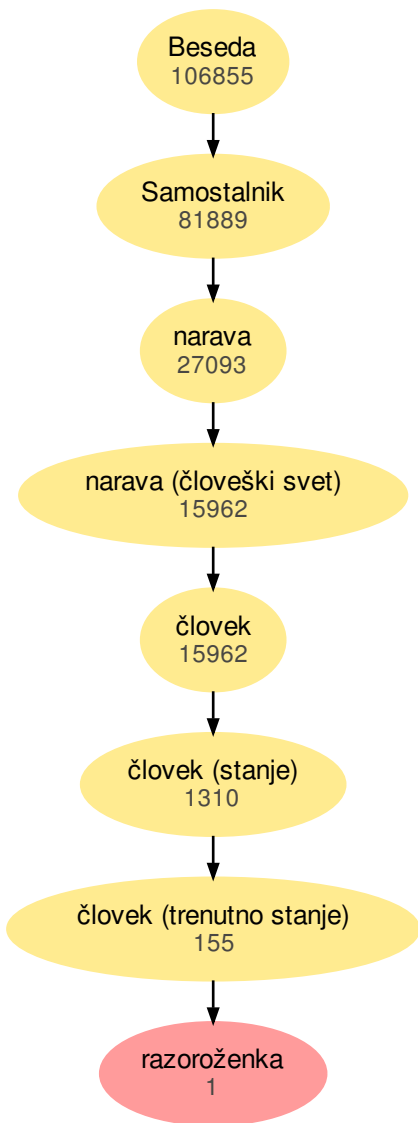 Beseda
106855
Samostalnik
81889
narava
27093
narava (človeški svet)
15962
človek
15962
človek (stanje)
1310
človek (trenutno stanje)
155
razoroženka
1